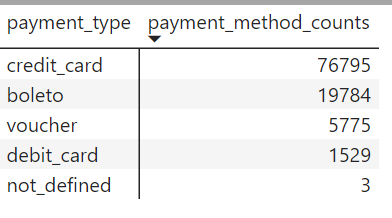 payment_type payment_method_counts
credit_card 76795
boleto 19784
voucher 5775
debit_card 1529
not_defined 3